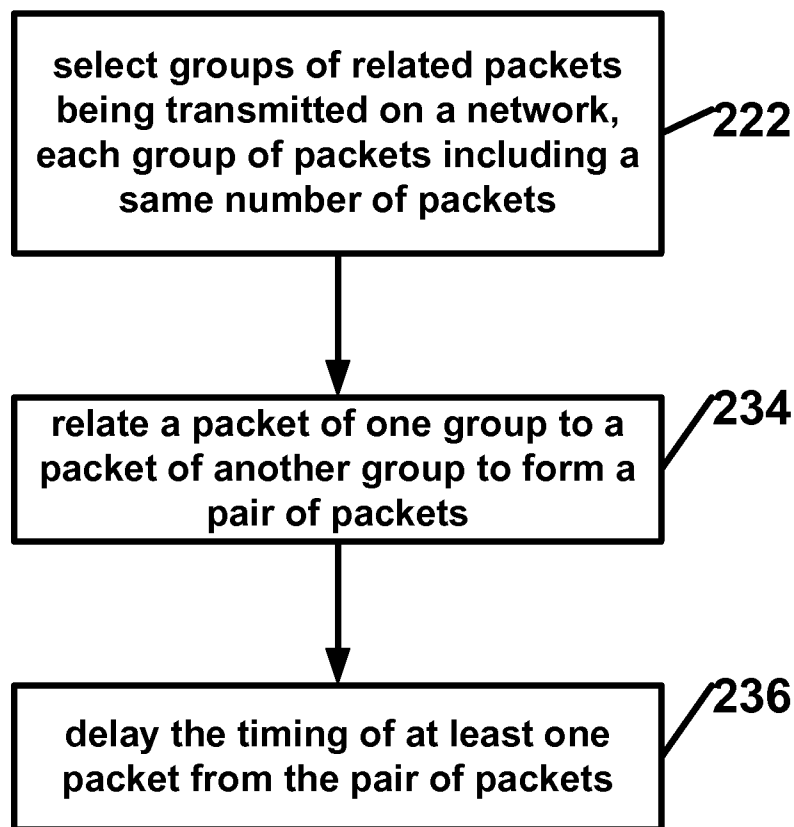 select groups of related packets
being transmitted on a network,
each group of packets including a
same number of packets
222
relate a packet of one group to a
packet of another group to form a
pair of packets
234
delay the timing of at least one
packet from the pair of packets
236